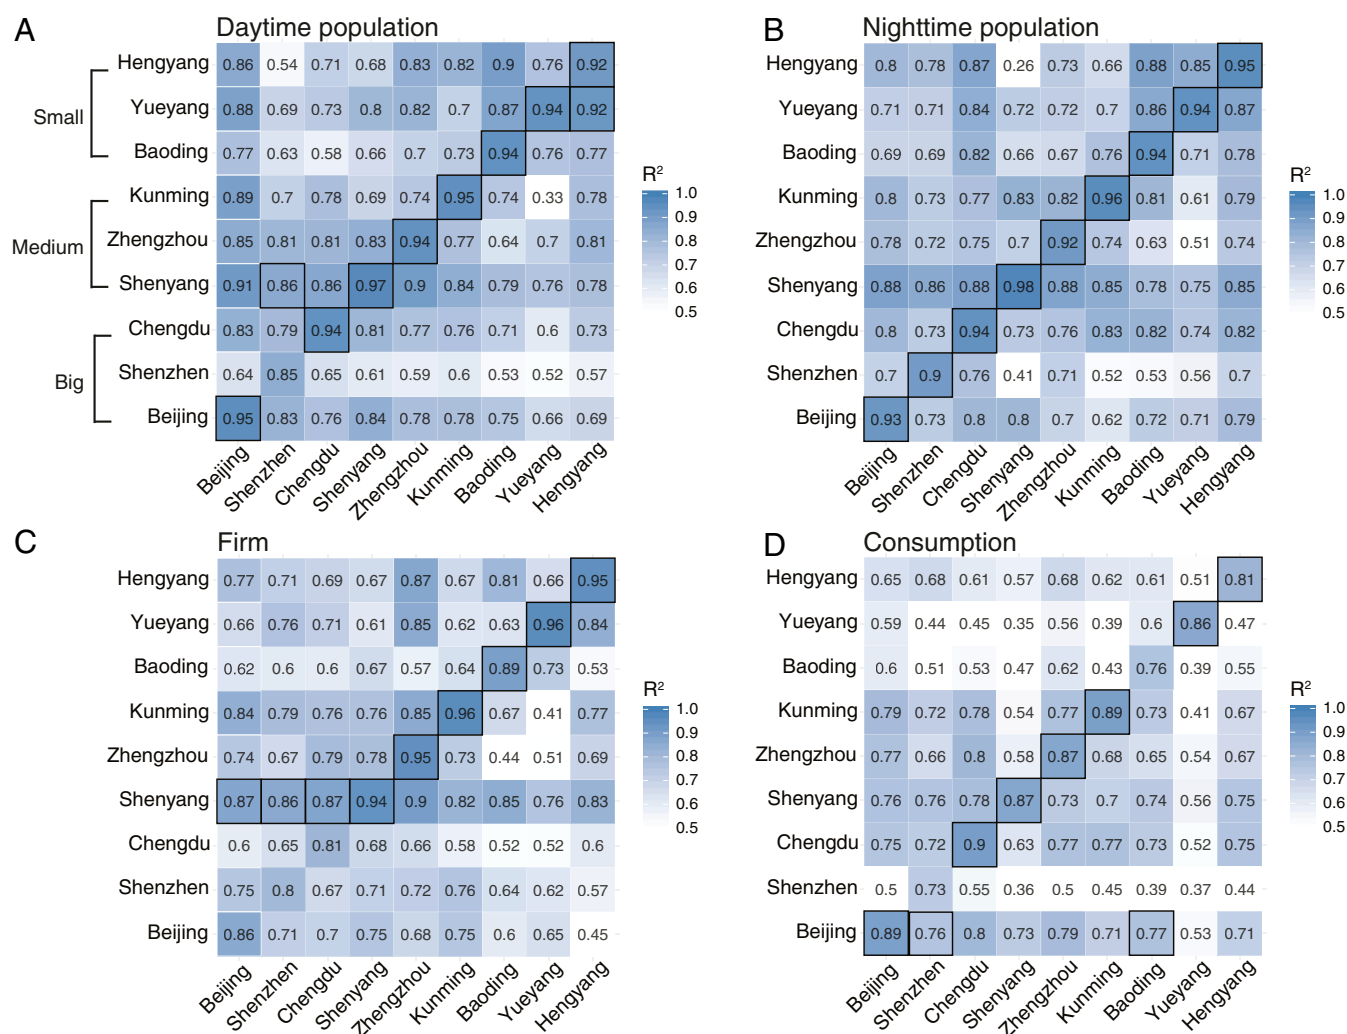 A Daytime population
Hengyang 0.86 0.54 0.71 0.68 0.83 0.82 0.9 0.76 0.92
Yueyang 0.88 0.69 0.73 0.8 0.82 0.7 0.87 0.94 0.92
Small
Baoding 0.77 0.63 0.58 0.66 0.7 0.73 0.94 0.76 0.77
Kunming 0.89 0.7 0.78 0.69 0.74 0.95 0.74 0.33 0.78
Medium Zhengzhou 0.85 0.81 0.81 0.83 0.94 0.77 0.64 0.7 0.81
Shenyang 0.91 0.86 0.86 0.97 0.9 0.84 0.79 0.76 0.78
Chengdu 0.83 0.79 0.94 0.81 0.77 0.76 0.71 0.6 0.73
Big Shenzhen 0.64 0.85 0.65 0.61 0.59 0.6 0.53 0.52 0.57
Beijing 0.95 0.83 0.76 0.84 0.78 0.78 0.75 0.66 0.69
Beijing Shenzhen Chengdu Shenyang Zhengzhou Kunming Baoding Yueyang Hengyang
R²
1.0
0.9
0.8
0.7
0.6
0.5
B Nighttime population
Hengyang 0.8 0.78 0.87 0.26 0.73 0.66 0.88 0.85 0.95
Yueyang 0.71 0.71 0.84 0.72 0.72 0.7 0.86 0.94 0.87
Baoding 0.69 0.69 0.82 0.66 0.67 0.76 0.94 0.71 0.78
Kunming 0.8 0.73 0.77 0.83 0.82 0.96 0.81 0.61 0.79
Zhengzhou 0.78 0.72 0.75 0.7 0.92 0.74 0.63 0.51 0.74
Shenyang 0.88 0.86 0.88 0.98 0.88 0.85 0.78 0.75 0.85
Chengdu 0.8 0.73 0.94 0.73 0.76 0.83 0.82 0.74 0.82
Shenzhen 0.7 0.9 0.76 0.41 0.71 0.52 0.53 0.56 0.7
Beijing 0.93 0.73 0.8 0.8 0.7 0.62 0.72 0.71 0.79
Beijing Shenzhen Chengdu Shenyang Zhengzhou Kunming Baoding Yueyang Hengyang
R²
1.0
0.9
0.8
0.7
0.6
0.5
C Firm
Hengyang 0.77 0.71 0.69 0.67 0.87 0.67 0.81 0.66 0.95
Yueyang 0.66 0.76 0.71 0.61 0.85 0.62 0.63 0.96 0.84
Baoding 0.62 0.6 0.6 0.67 0.57 0.64 0.89 0.73 0.53
Kunming 0.84 0.79 0.76 0.76 0.85 0.96 0.67 0.41 0.77
Zhengzhou 0.74 0.67 0.79 0.78 0.95 0.73 0.44 0.51 0.69
Shenyang 0.87 0.86 0.87 0.94 0.9 0.82 0.85 0.76 0.83
Chengdu 0.6 0.65 0.81 0.68 0.66 0.58 0.52 0.52 0.6
Shenzhen 0.75 0.8 0.67 0.71 0.72 0.76 0.64 0.62 0.57
Beijing 0.86 0.71 0.7 0.75 0.68 0.75 0.6 0.65 0.45
Beijing Shenzhen Chengdu Shenyang Zhengzhou Kunming Baoding Yueyang Hengyang
R²
1.0
0.9
0.8
0.7
0.6
0.5
D Consumption
Hengyang 0.65 0.68 0.61 0.57 0.68 0.62 0.61 0.51 0.81
Yueyang 0.59 0.44 0.45 0.35 0.56 0.39 0.6 0.86 0.47
Baoding 0.6 0.51 0.53 0.47 0.62 0.43 0.76 0.39 0.55
Kunming 0.79 0.72 0.78 0.54 0.77 0.89 0.73 0.41 0.67
Zhengzhou 0.77 0.66 0.8 0.58 0.87 0.68 0.65 0.54 0.67
Shenyang 0.76 0.76 0.78 0.87 0.73 0.7 0.74 0.56 0.75
Chengdu 0.75 0.72 0.9 0.63 0.77 0.77 0.73 0.52 0.75
Shenzhen 0.5 0.73 0.55 0.36 0.5 0.45 0.39 0.37 0.44
Beijing 0.89 0.76 0.8 0.73 0.79 0.71 0.77 0.53 0.71
Beijing Shenzhen Chengdu Shenyang Zhengzhou Kunming Baoding Yueyang Hengyang
R²
1.0
0.9
0.8
0.7
0.6
0.5